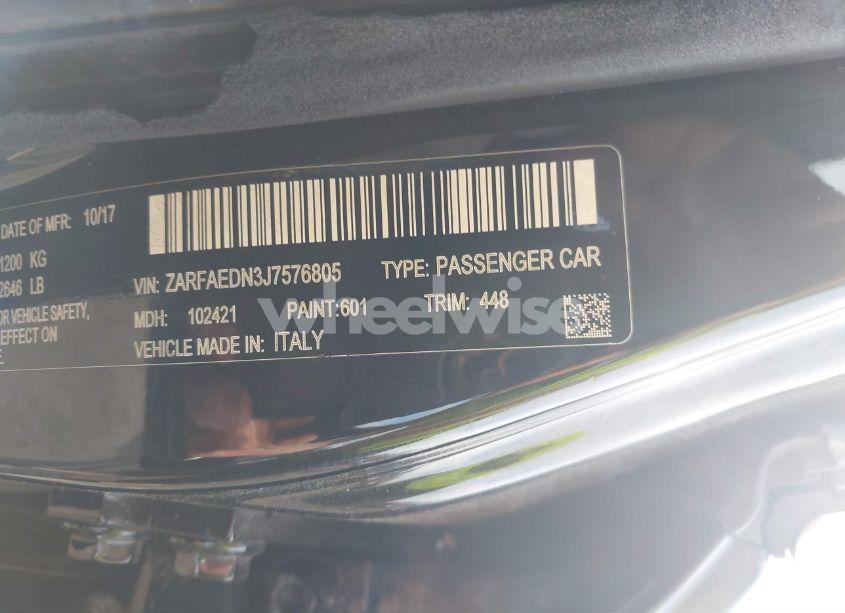 DATE OF MFR: 10/17
1200 KG
2646 LB
OR VEHICLE SAFETY,
EFFECT ON
VIN: ZARFAEDN3J7576805 TYPE: PASSENGER CAR
MDH: 102421 PAINT:601 TRIM: 448
VEHICLE MADE IN: ITALY
wheelwise